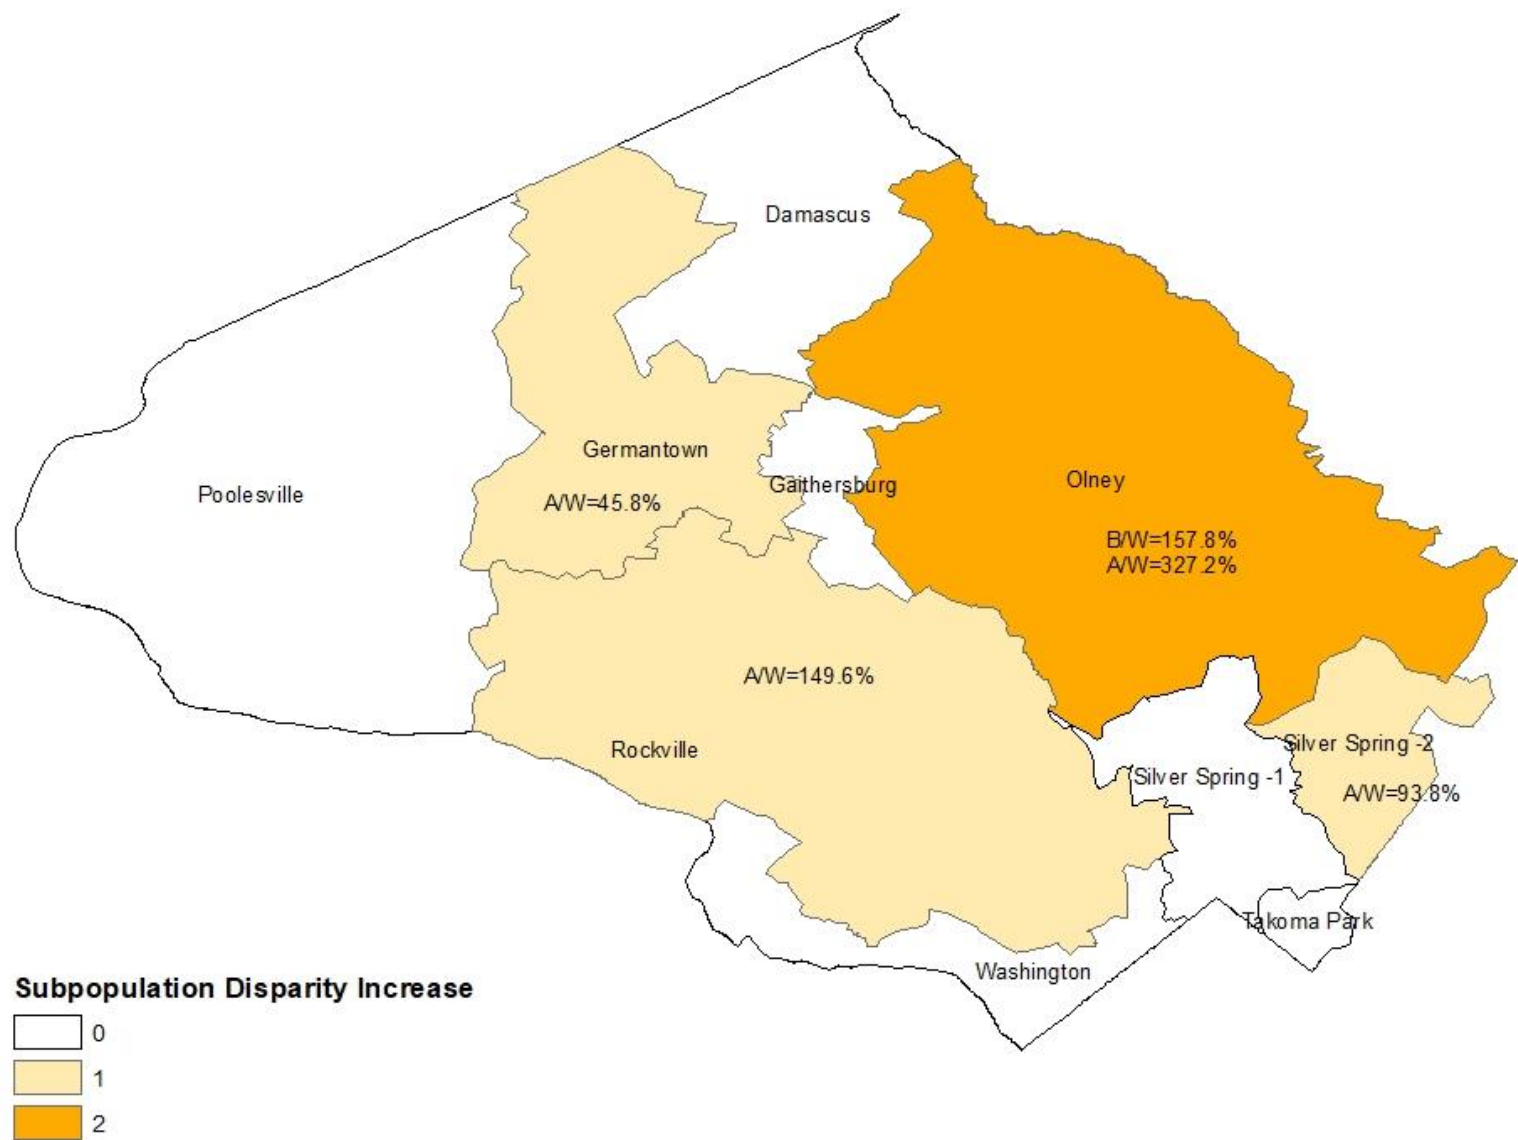 Damascus
Germantown
A/W=45.8%
Gaithersburg
Poolesville
Olney
B/W=157.8%
A/W=327.2%
A/W=149.6%
Rockville
Silver Spring -2
Silver Spring -1
A/W=93.8%
Takoma Park
Washington
Subpopulation Disparity Increase
0
1
2